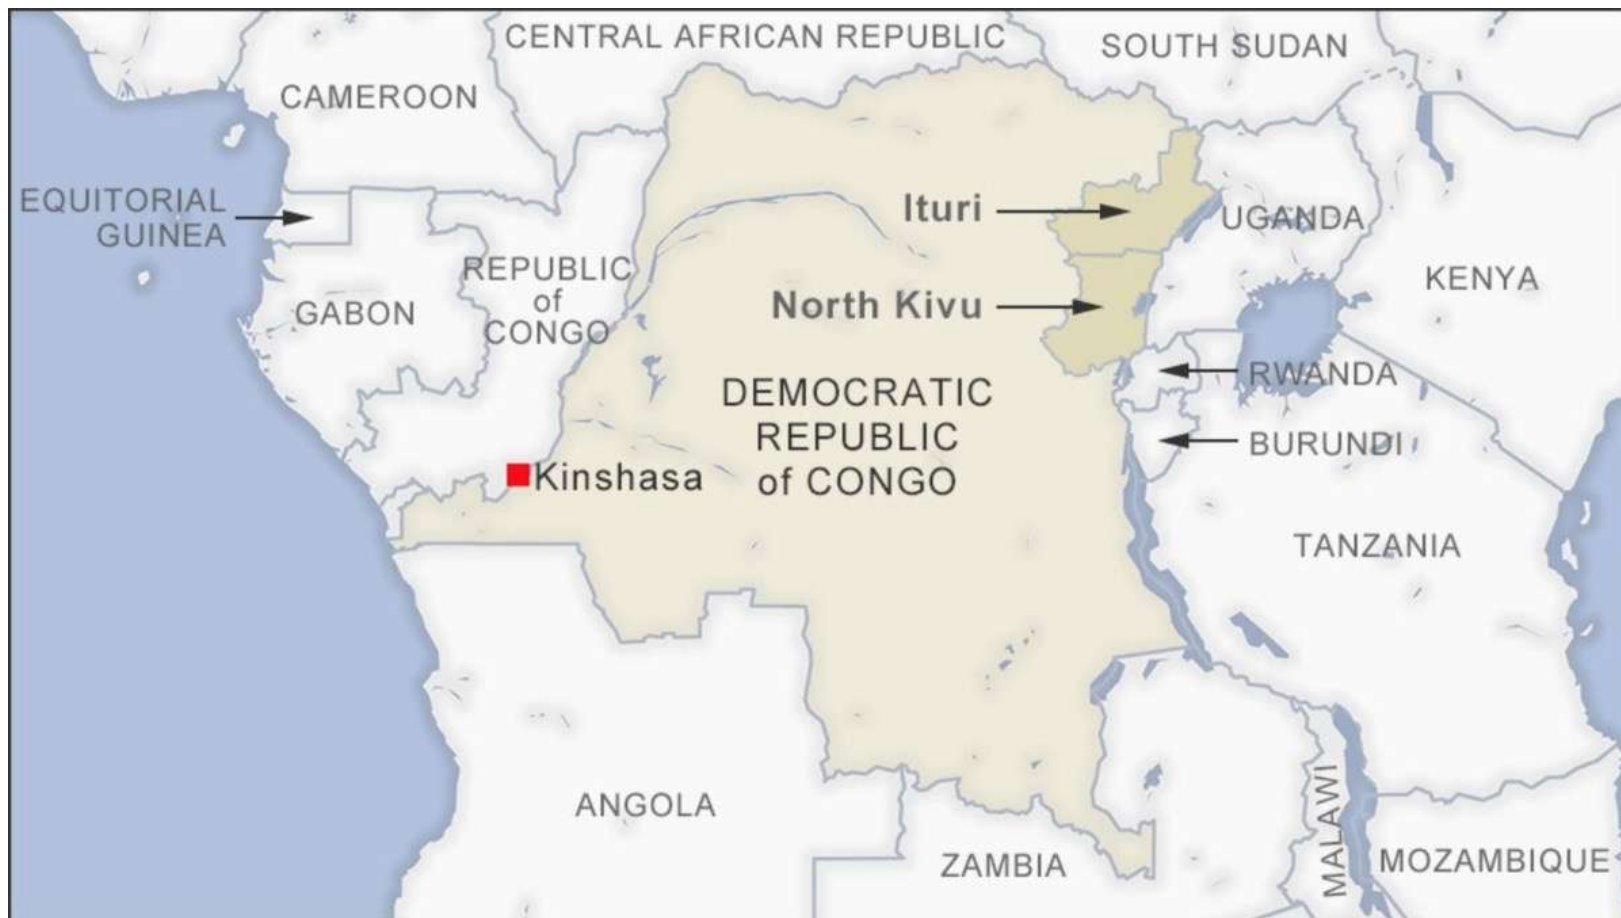 CENTRAL AFRICAN REPUBLIC
SOUTH SUDAN
CAMEROON
EQUITORIAL
GUINEA
Ituri
UGANDA
REPUBLIC
of
CONGO
GABON
North Kivu
KENYA
DEMOCRATIC
REPUBLIC
of CONGO
RWANDA
BURUNDI
Kinshasa
TANZANIA
ANGOLA
ZAMBIA
MALAWI
MOZAMBIQUE